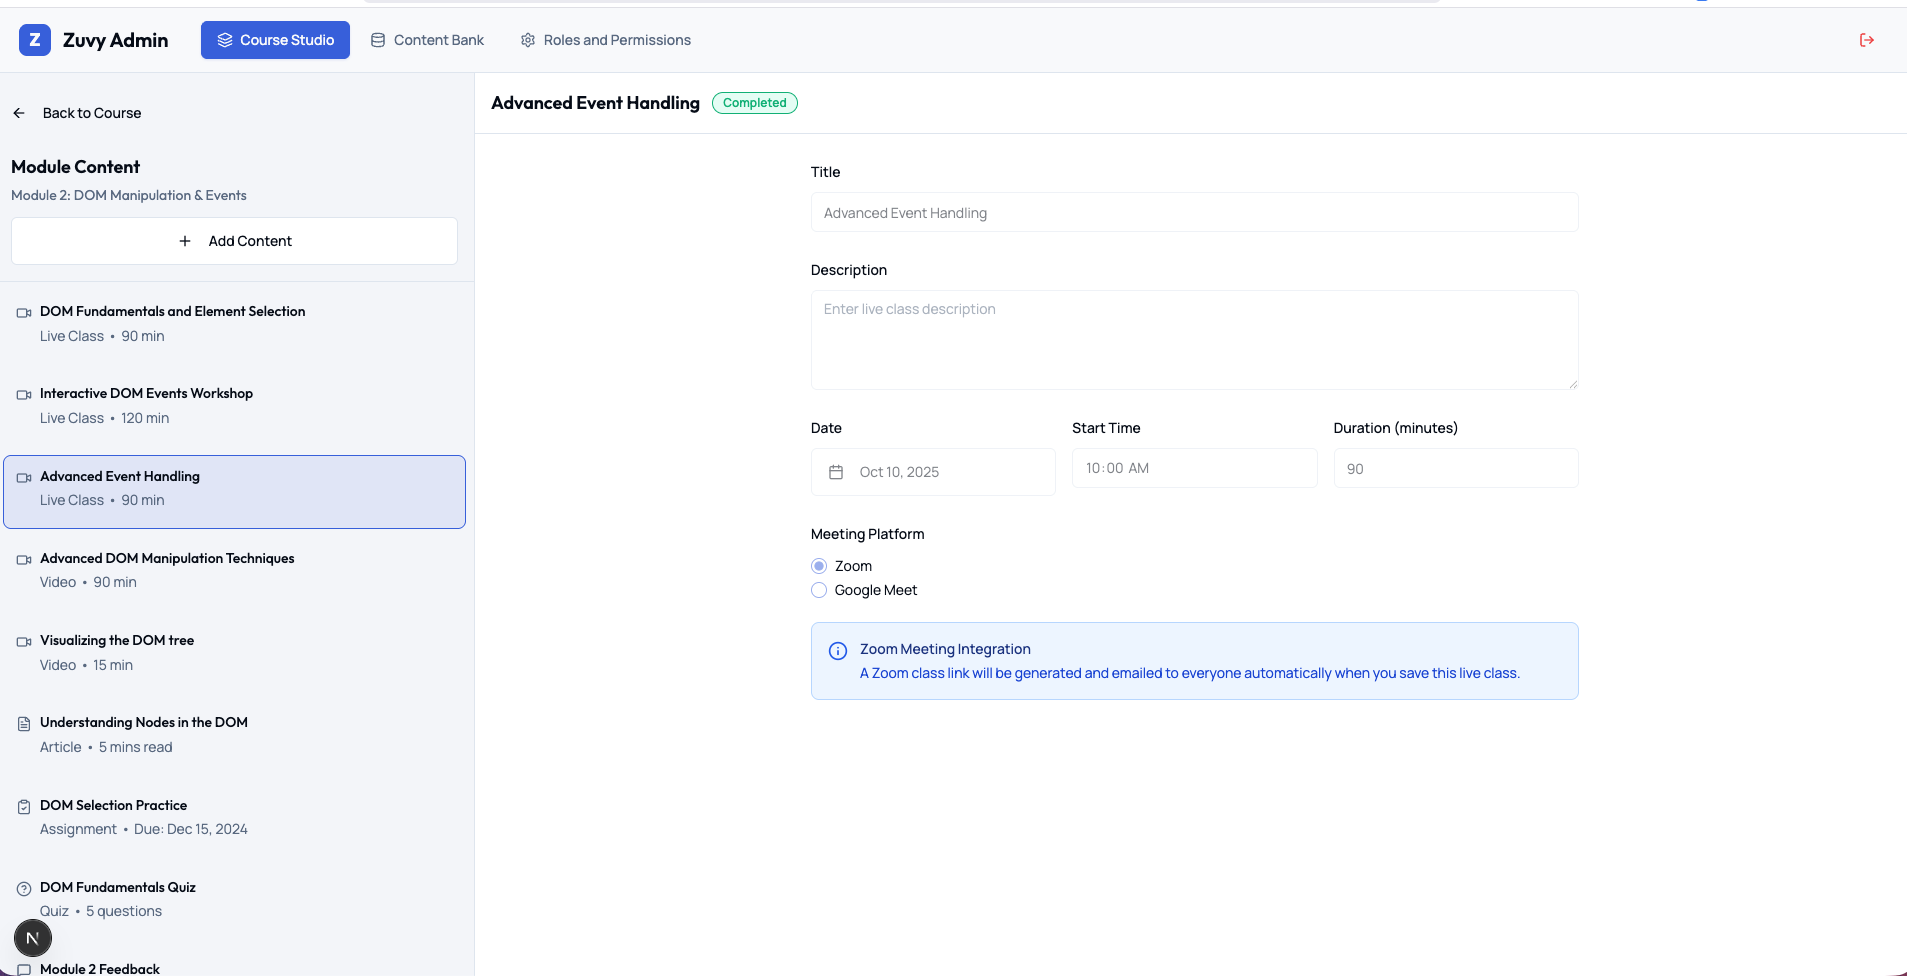 Z Zuvy Admin Course Studio Content Bank Roles and Permissions
Back to Course
Module Content
Module 2: DOM Manipulation & Events
+ Add Content
DOM Fundamentals and Element Selection
Live Class • 90 min
Interactive DOM Events Workshop
Live Class • 120 min
Advanced Event Handling
Live Class • 90 min
Advanced DOM Manipulation Techniques
Video • 90 min
Visualizing the DOM tree
Video • 15 min
Understanding Nodes in the DOM
Article • 5 mins read
DOM Selection Practice
Assignment • Due: Dec 15, 2024
DOM Fundamentals Quiz
Quiz • 5 questions
N
Module 2 Feedback
Advanced Event Handling Completed
Title
Advanced Event Handling
Description
Enter live class description
Date Start Time Duration (minutes)
Oct 10, 2025 10:00 AM 90
Meeting Platform
Zoom
Google Meet
Zoom Meeting Integration
A Zoom class link will be generated and emailed to everyone automatically when you save this live class.